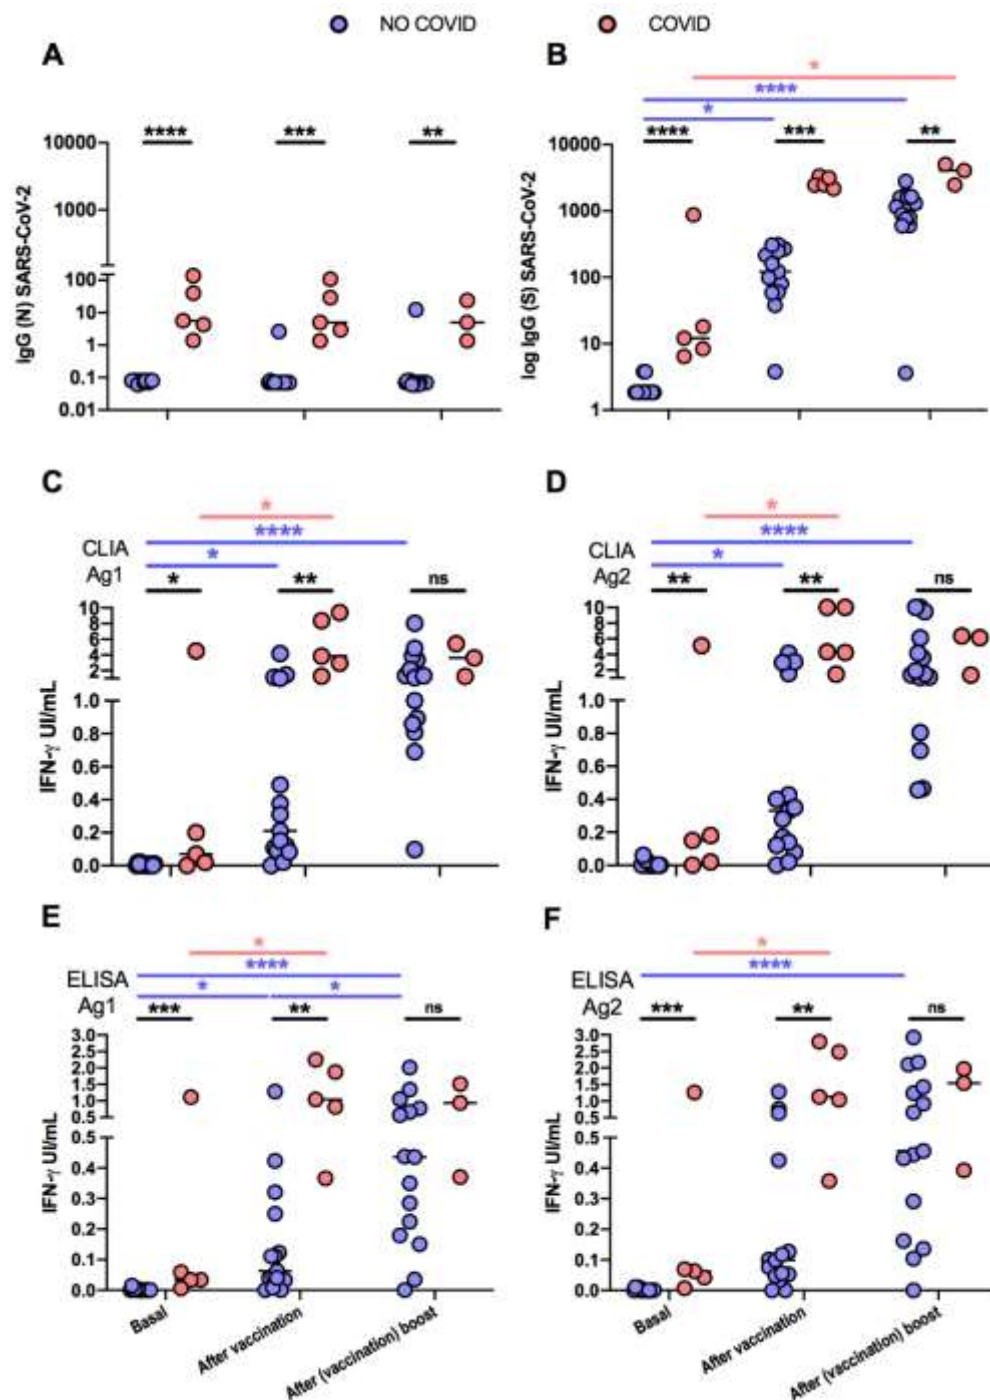 NO COVID COVID
A
**** *** **
10000
1000
100
10
1
0.1
0.01
IgG (N) SARS-CoV-2
B
*
****
*
**** *** **
10000
1000
100
10
1
log IgG (S) SARS-CoV-2
C
*
****
*
CLIA
Ag1
* ** ns
10
8
6
4
2
1.0
0.8
0.6
0.4
0.2
0.0
IFN-γ UI/mL
D
*
****
*
CLIA
Ag2
** ** ns
10
8
6
4
2
1.0
0.8
0.6
0.4
0.2
0.0
IFN-γ UI/mL
E
*
****
* *
ELISA
Ag1
*** ** ns
3.0
2.5
2.0
1.5
1.0
0.5
0.5
0.4
0.3
0.2
0.1
0.0
IFN-γ UI/mL
Basal
After vaccination
After (vaccination) boost
F
*
****
ELISA
Ag2
*** ** ns
3.0
2.5
2.0
1.5
1.0
0.5
0.5
0.4
0.3
0.2
0.1
0.0
IFN-γ UI/mL
Basal
After vaccination
After (vaccination) boost